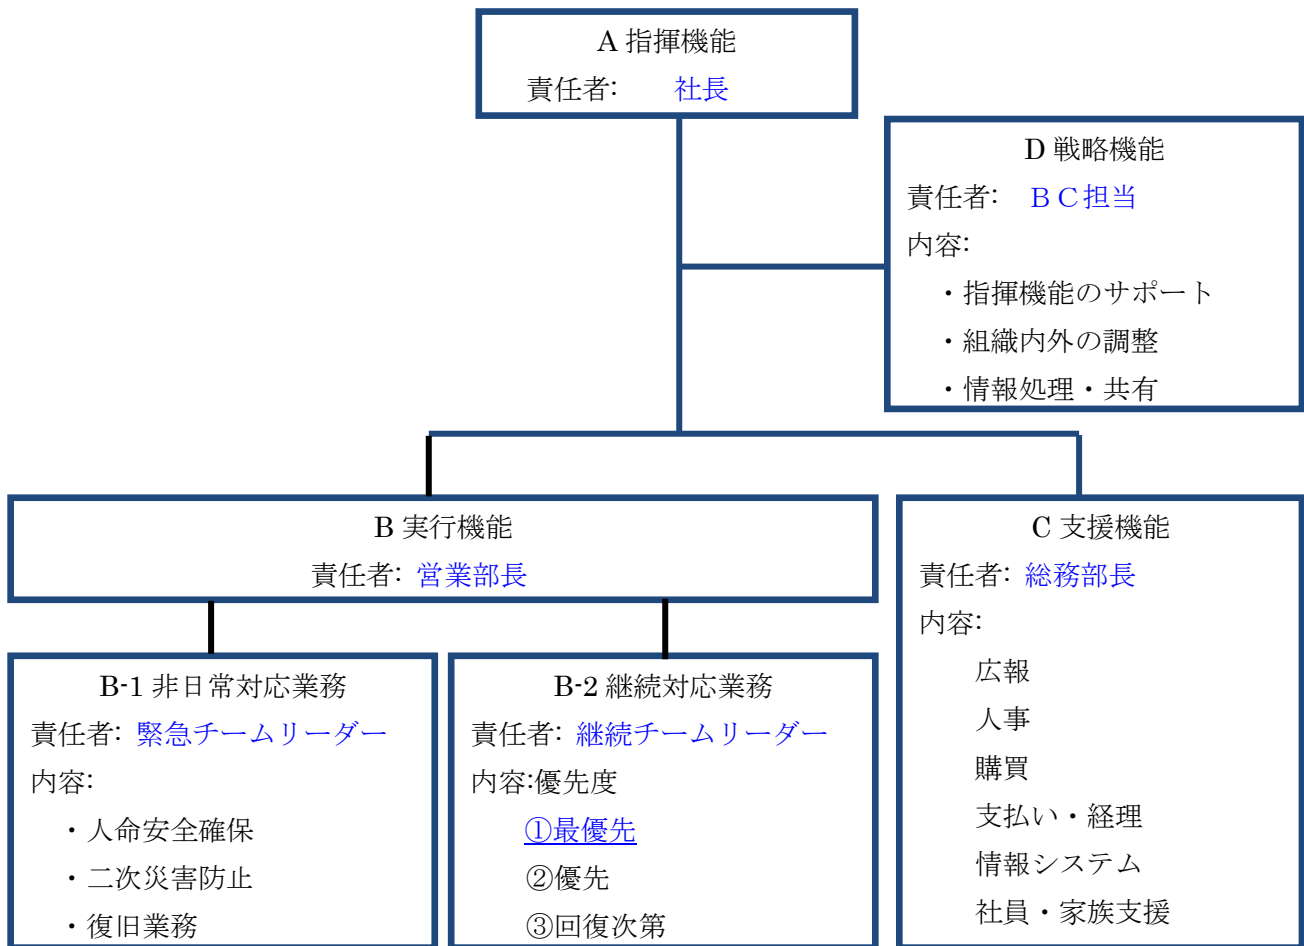 A 指揮機能
責任者: 社長
D 戦略機能
責任者: ＢＣ担当
内容:
・指揮機能のサポート
・組織内外の調整
・情報処理・共有
B 実行機能
責任者: 営業部長
C 支援機能
責任者: 総務部長
内容:
広報
人事
購買
支払い・経理
情報システム
社員・家族支援
B-1 非日常対応業務
責任者: 緊急チームリーダー
内容:
・人命安全確保
・二次災害防止
・復旧業務
B-2 継続対応業務
責任者: 継続チームリーダー
内容:優先度
①最優先
②優先
③回復次第